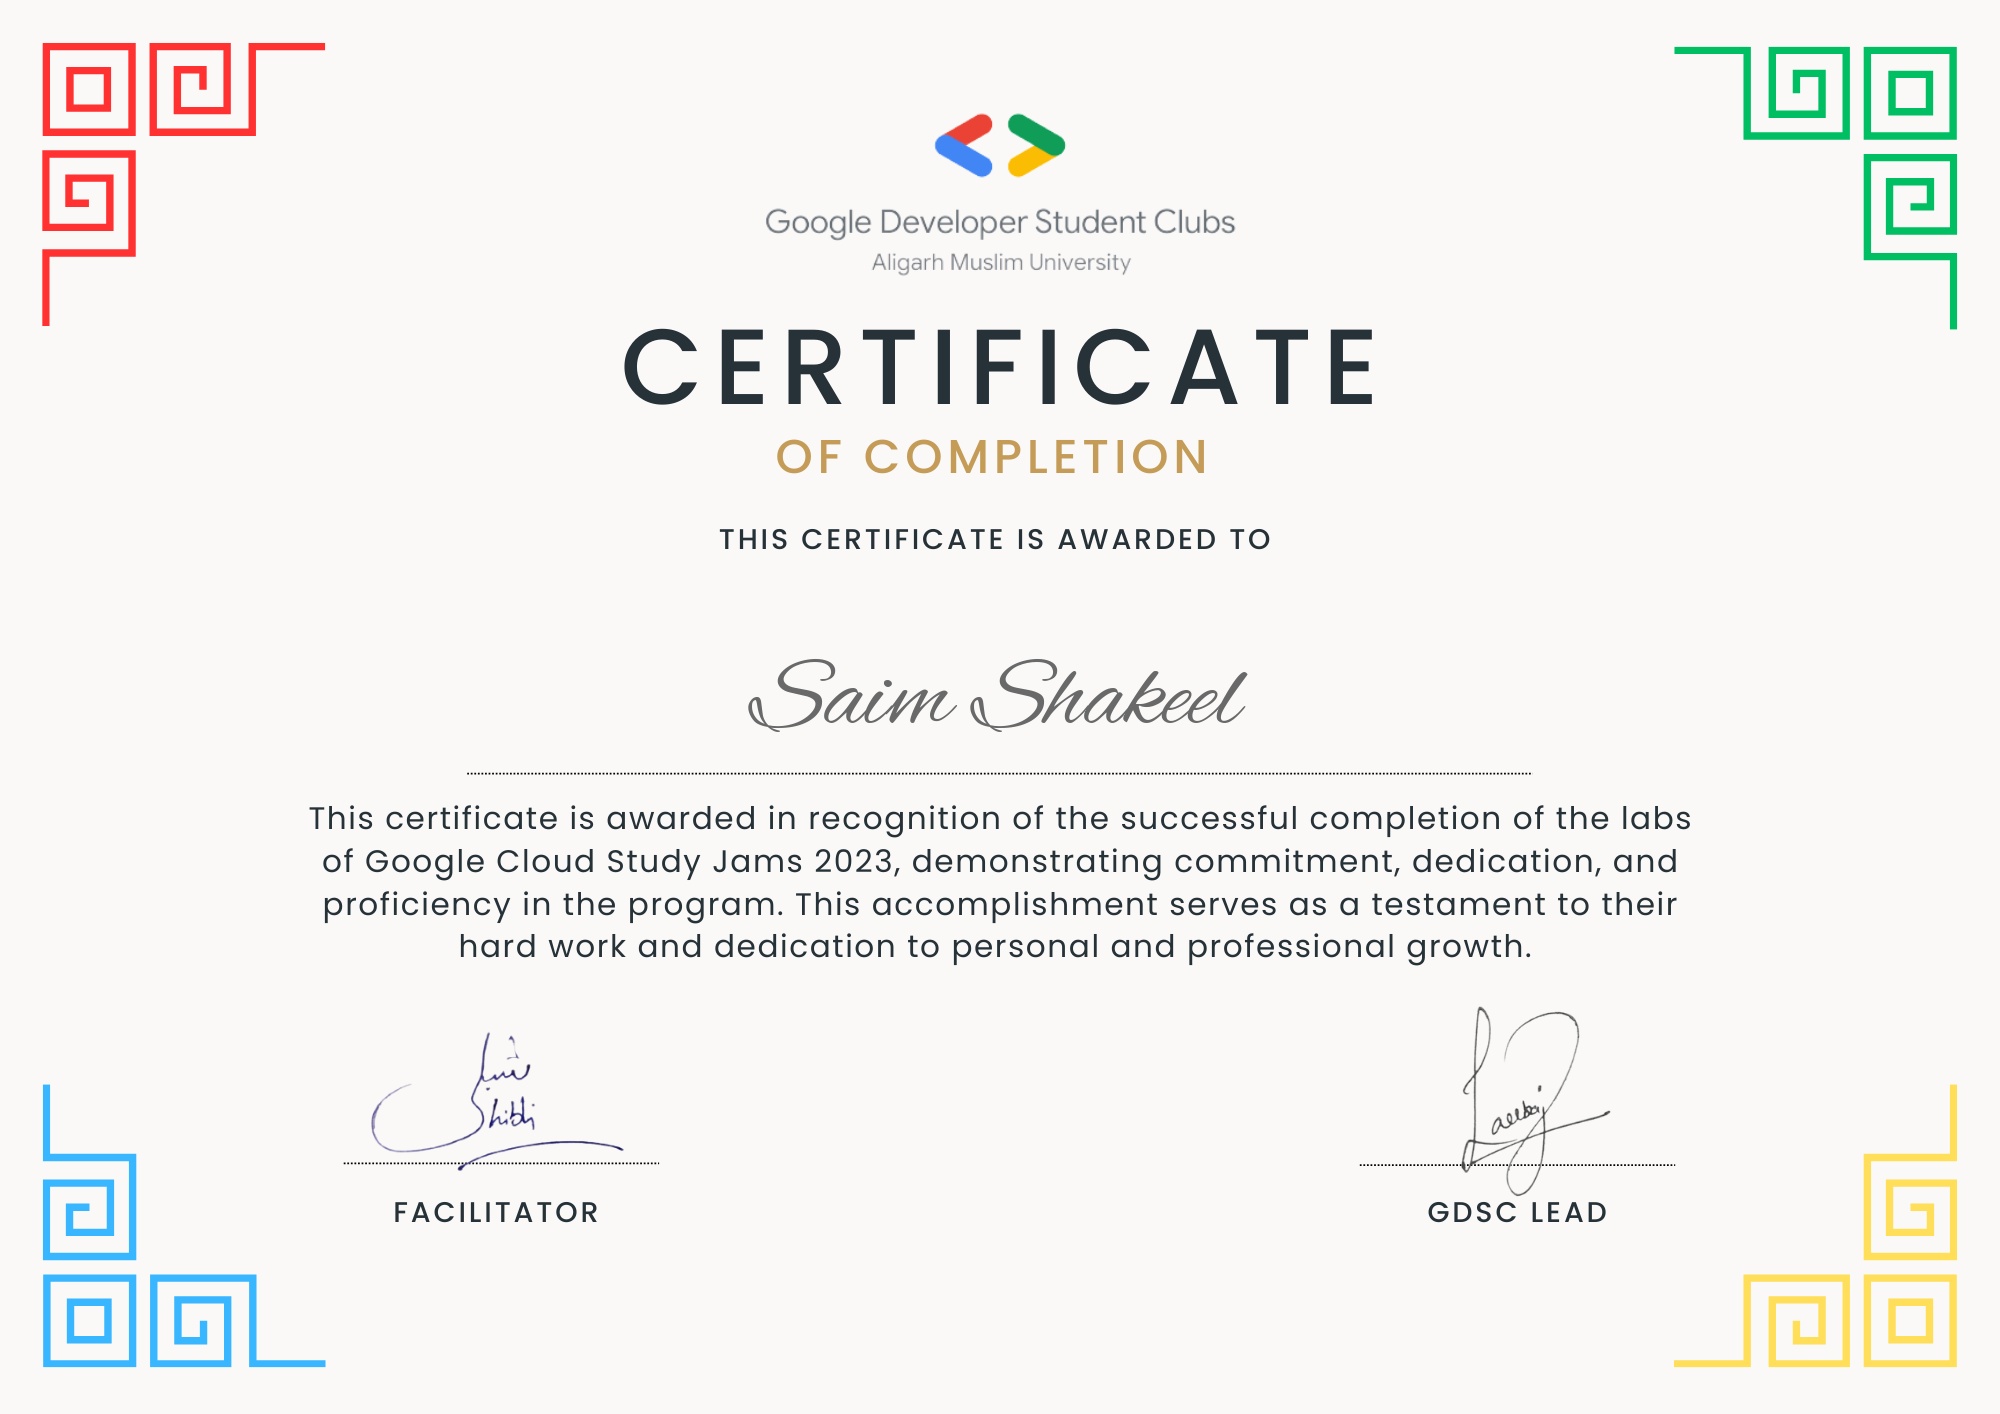 Google Developer Student Clubs
Aligarh Muslim University
CERTIFICATE
OF COMPLETION
THIS CERTIFICATE IS AWARDED TO
Saim Shakeel
This certificate is awarded in recognition of the successful completion of the labs
of Google Cloud Study Jams 2023, demonstrating commitment, dedication, and
proficiency in the program. This accomplishment serves as a testament to their
hard work and dedication to personal and professional growth.
Shibli
FACILITATOR
GDSC LEAD